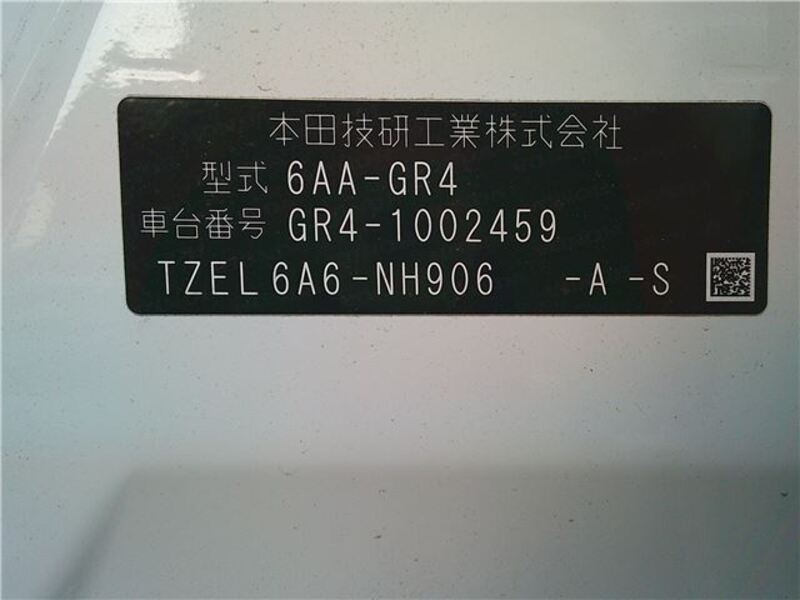 本田技研工業株式会社
型式 6AA-GR4
車台番号 GR4-1002459
TZEL 6A6-NH906 -A -S